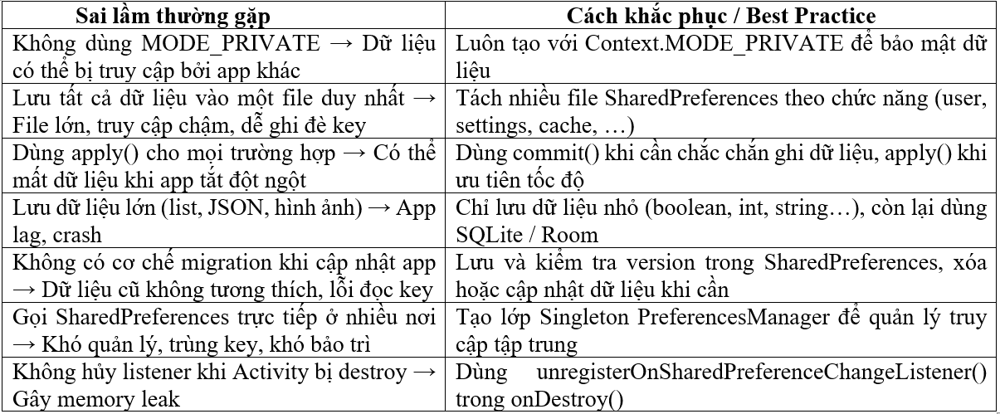 Sai lầm thường gặp
Cách khắc phục / Best Practice
Không dùng MODE_PRIVATE → Dữ liệu
có thể bị truy cập bởi app khác
Luôn tạo với Context.MODE_PRIVATE để bảo mật dữ
liệu
Lưu tất cả dữ liệu vào một file duy nhất →
File lớn, truy cập chậm, dễ ghi đè key
Tách nhiều file SharedPreferences theo chức năng (user,
settings, cache, …)
Dùng apply() cho mọi trường hợp → Có thể
mất dữ liệu khi app tắt đột ngột
Dùng commit() khi cần chắc chắn ghi dữ liệu, apply() khi
ưu tiên tốc độ
Lưu dữ liệu lớn (list, JSON, hình ảnh) → App
lag, crash
Chỉ lưu dữ liệu nhỏ (boolean, int, string…), còn lại dùng
SQLite / Room
Không có cơ chế migration khi cập nhật app
→ Dữ liệu cũ không tương thích, lỗi đọc key
Lưu và kiểm tra version trong SharedPreferences, xóa
hoặc cập nhật dữ liệu khi cần
Gọi SharedPreferences trực tiếp ở nhiều nơi
→ Khó quản lý, trùng key, khó bảo trì
Tạo lớp Singleton PreferencesManager để quản lý truy
cập tập trung
Không hủy listener khi Activity bị destroy →
Gây memory leak
Dùng unregisterOnSharedPreferenceChangeListener()
trong onDestroy()